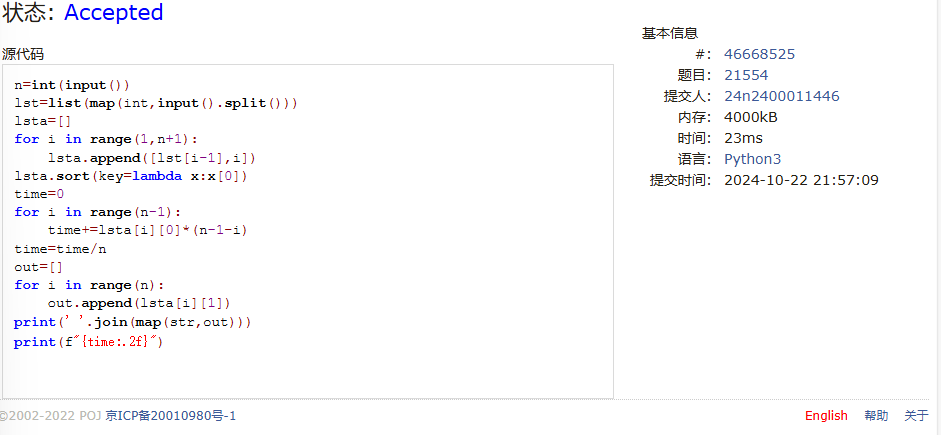 状态: Accepted
源代码
n=int(input())
lst=list(map(int,input().split()))
lsta=[]
for i in range(1,n+1):
    lsta.append([lst[i-1],i])
lsta.sort(key=lambda x:x[0])
time=0
for i in range(n-1):
    time+=lsta[i][0]*(n-1-i)
time=time/n
out=[]
for i in range(n):
    out.append(lsta[i][1])
print(' '.join(map(str,out)))
print(f"{time:.2f}")
基本信息
#: 46668525
题目: 21554
提交人: 24n2400011446
内存: 4000kB
时间: 23ms
语言: Python3
提交时间: 2024-10-22 21:57:09
©2002-2022 POJ 京ICP备20010980号-1
English 帮助 关于